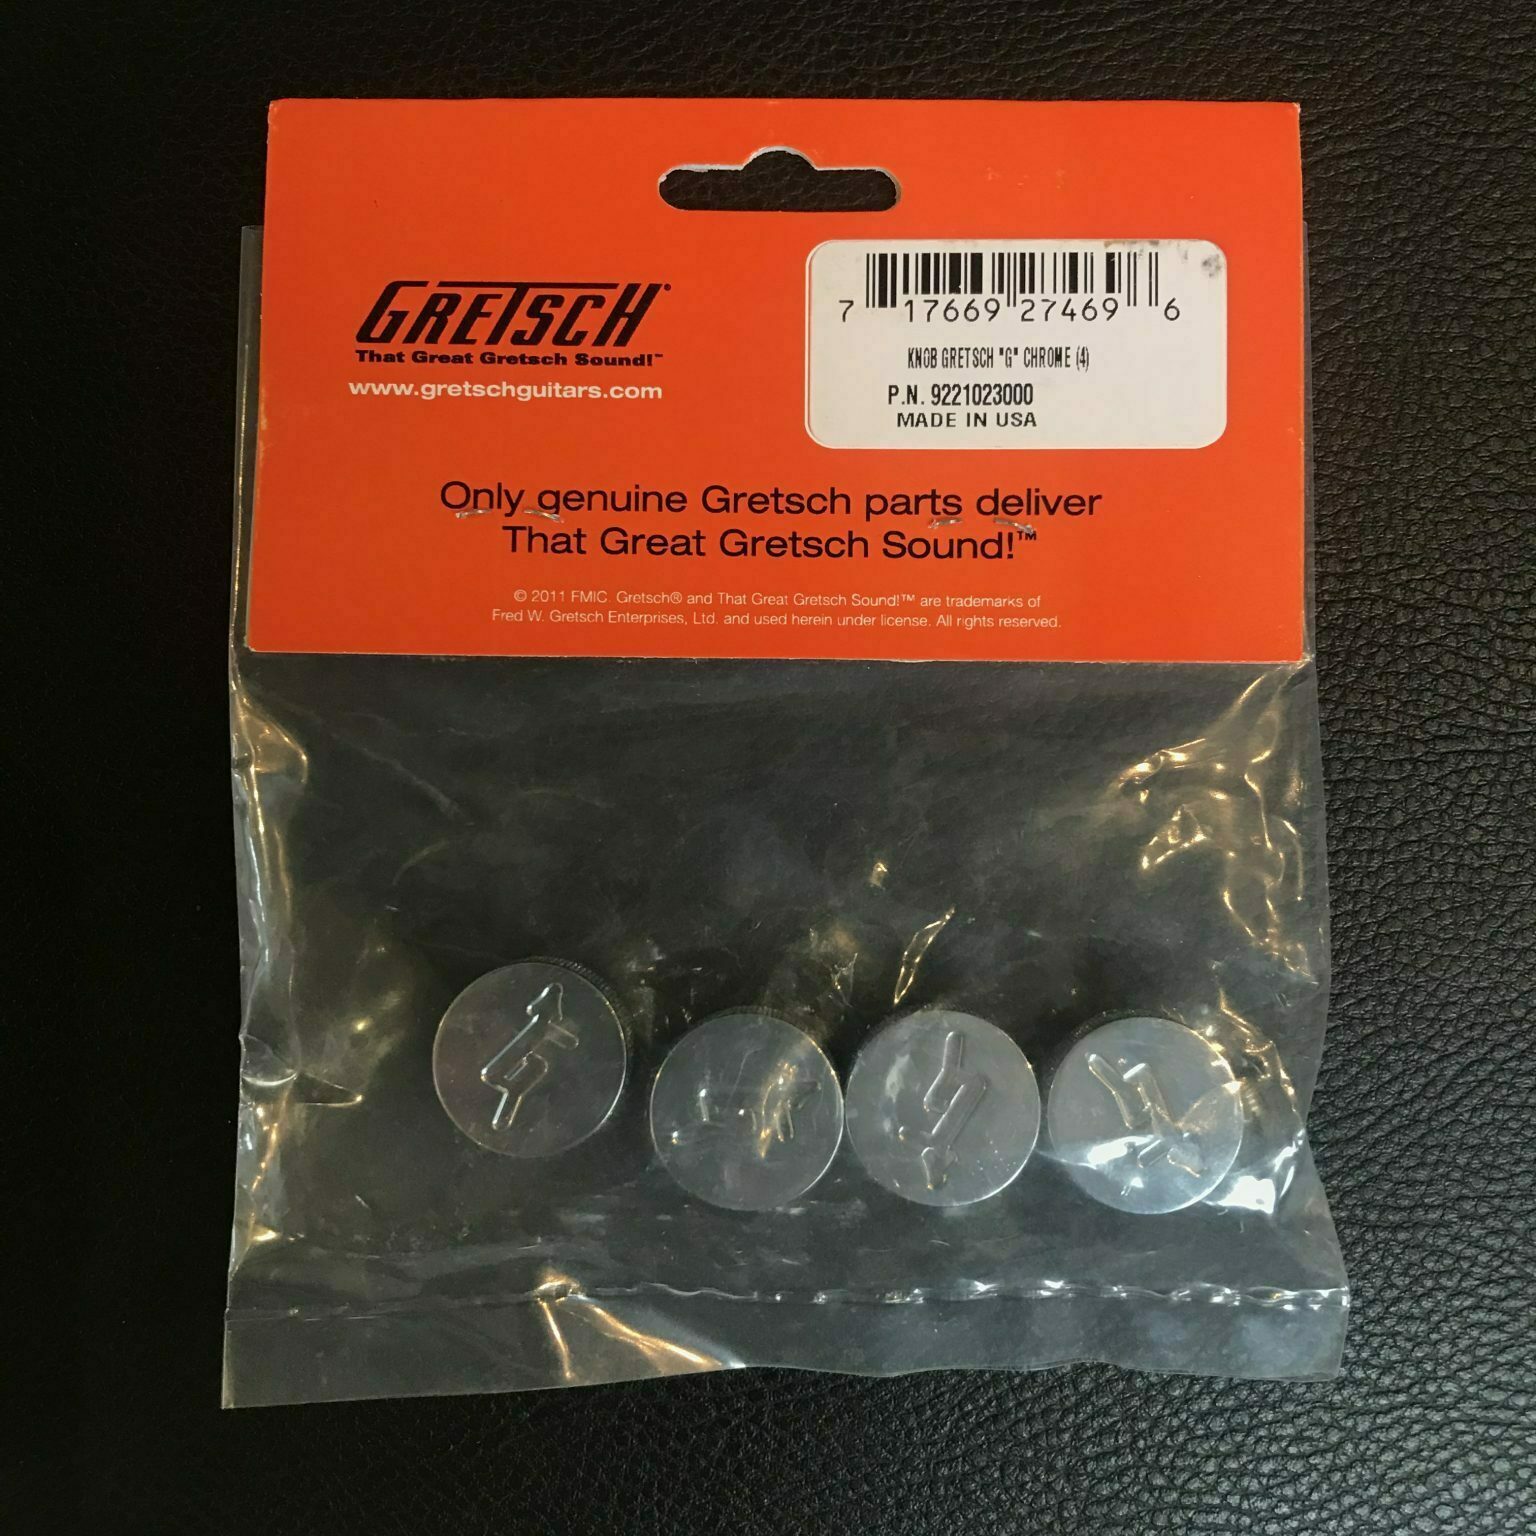 GRETSCH®
That Great Gretsch Sound!™
www.gretschguitars.com
7 17669 27469 6
KNOB GRETSCH "G" CHROME (4)
P.N. 9221023000
MADE IN USA
Only genuine Gretsch parts deliver
That Great Gretsch Sound!™
© 2011 FMIC. Gretsch® and That Great Gretsch Sound!™ are trademarks of
Fred W. Gretsch Enterprises, Ltd. and used herein under license. All rights reserved.